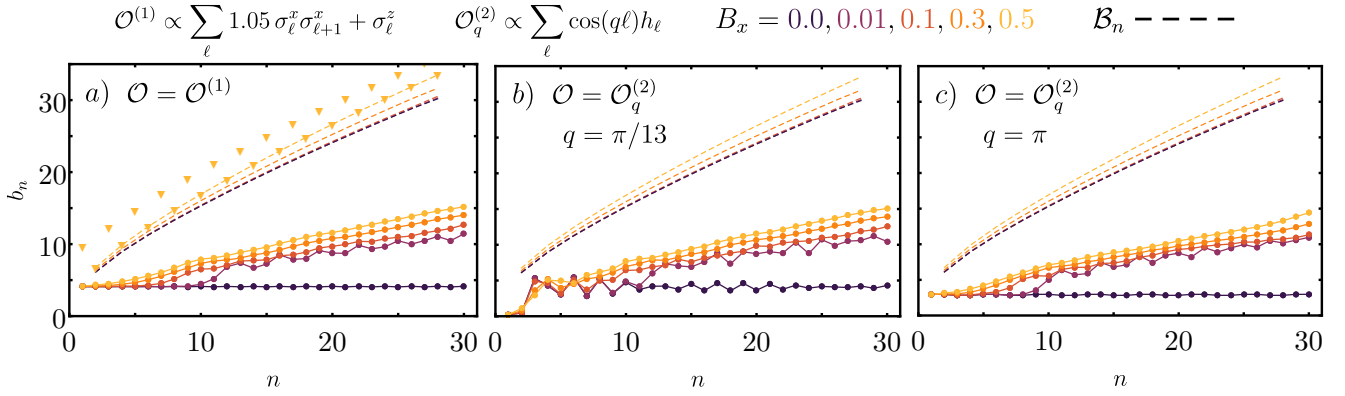 𝒪^{(1)} ∝ ∑_ℓ 1.05 σ^x_ℓ σ^x_{ℓ+1} + σ^z_ℓ    𝒪^{(2)}_q ∝ ∑_ℓ cos(qℓ)h_ℓ    B_x = 0.0, 0.01, 0.1, 0.3, 0.5    ℬ_n
a) 𝒪 = 𝒪^{(1)}
b) 𝒪 = 𝒪^{(2)}_q
q = π/13
c) 𝒪 = 𝒪^{(2)}_q
q = π
b_n
30
20
10
0
0 10 20 30
0 10 20 30
0 10 20 30
n n n